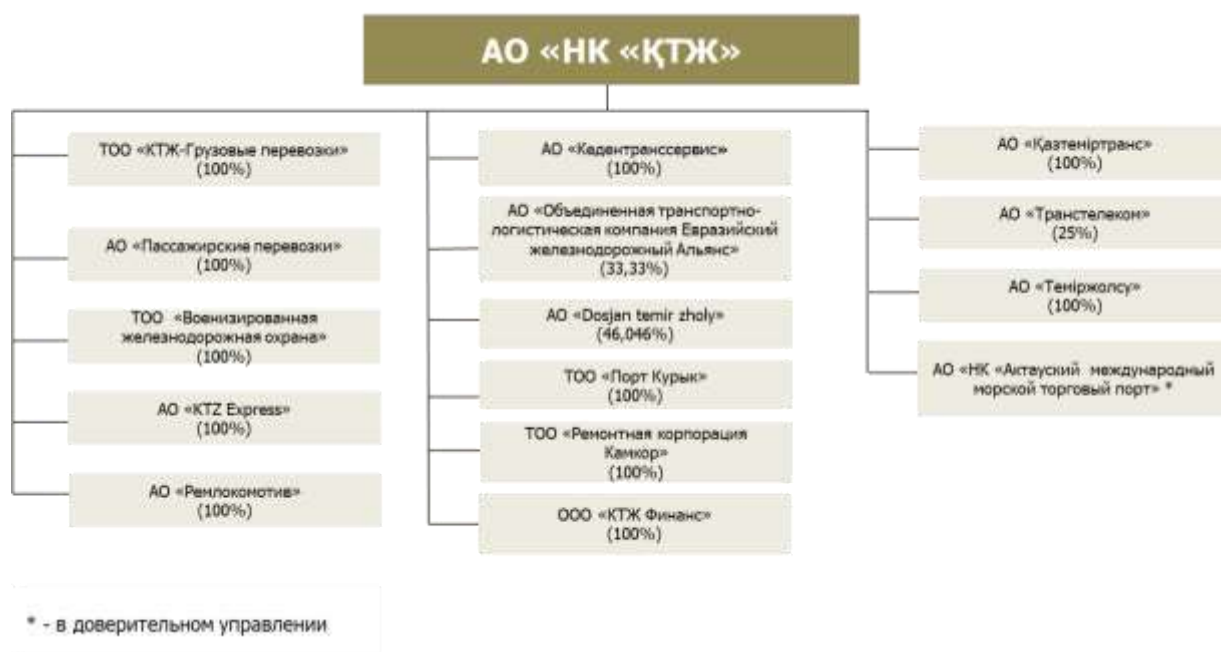 АО «НК «ҚТЖ»
ТОО «КТЖ-Грузовые перевозки»
(100%)
АО «Пассажирские перевозки»
(100%)
ТОО «Военизированная
железнодорожная охрана»
(100%)
АО «KTZ Express»
(100%)
АО «Ремлокомотив»
(100%)
АО «Кедентранссервис»
(100%)
АО «Объединенная транспортно-
логистическая компания Евразийский
железнодорожный Альянс»
(33,33%)
АО «Dosjan temir zholy»
(46,046%)
ТОО «Порт Курык»
(100%)
ТОО «Ремонтная корпорация
Камкор»
(100%)
ООО «КТЖ Финанс»
(100%)
АО «Қазтеміртранс»
(100%)
АО «Транстелеком»
(25%)
АО «Теміржолсу»
(100%)
АО «НК «Актауский международный
морской торговый порт» *
* - в доверительном управлении